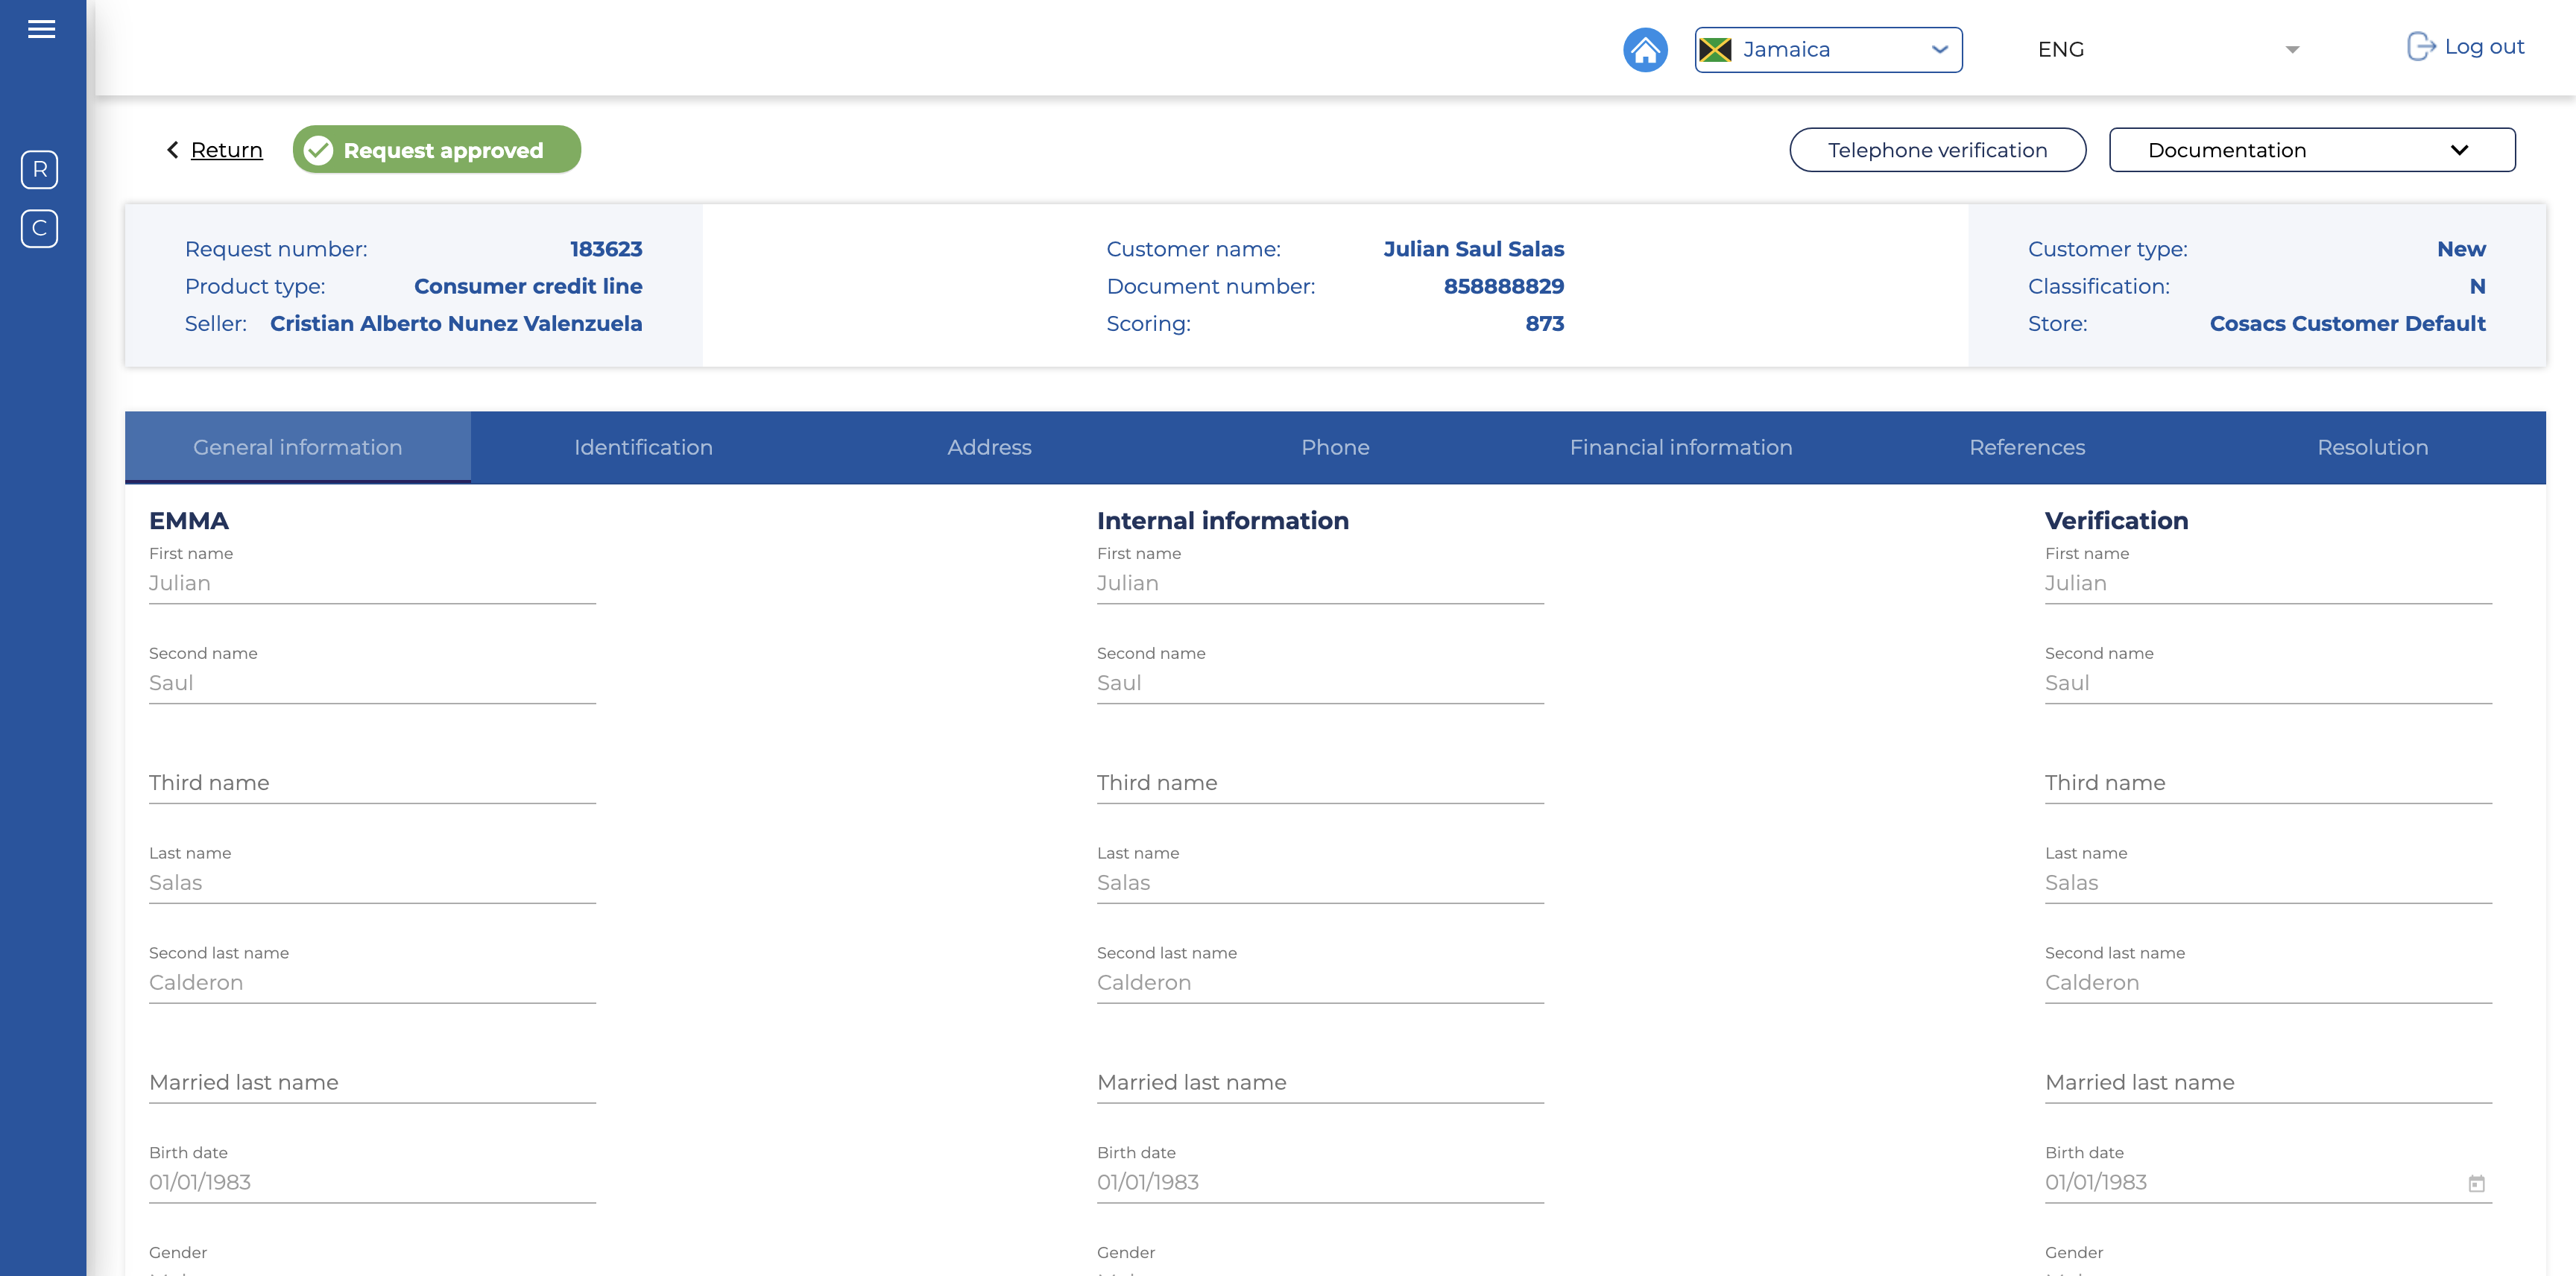 Jamaica
ENG
Log out
R
C
Return
Request approved
Telephone verification
Documentation
Request number: 183623
Product type: Consumer credit line
Seller: Cristian Alberto Nunez Valenzuela
Customer name: Julian Saul Salas
Document number: 858888829
Scoring: 873
Customer type: New
Classification: N
Store: Cosacs Customer Default
General information
Identification
Address
Phone
Financial information
References
Resolution
EMMA
First name
Julian
Second name
Saul
Third name
Last name
Salas
Second last name
Calderon
Married last name
Birth date
01/01/1983
Gender
Internal information
First name
Julian
Second name
Saul
Third name
Last name
Salas
Second last name
Calderon
Married last name
Birth date
01/01/1983
Gender
Verification
First name
Julian
Second name
Saul
Third name
Last name
Salas
Second last name
Calderon
Married last name
Birth date
01/01/1983
Gender